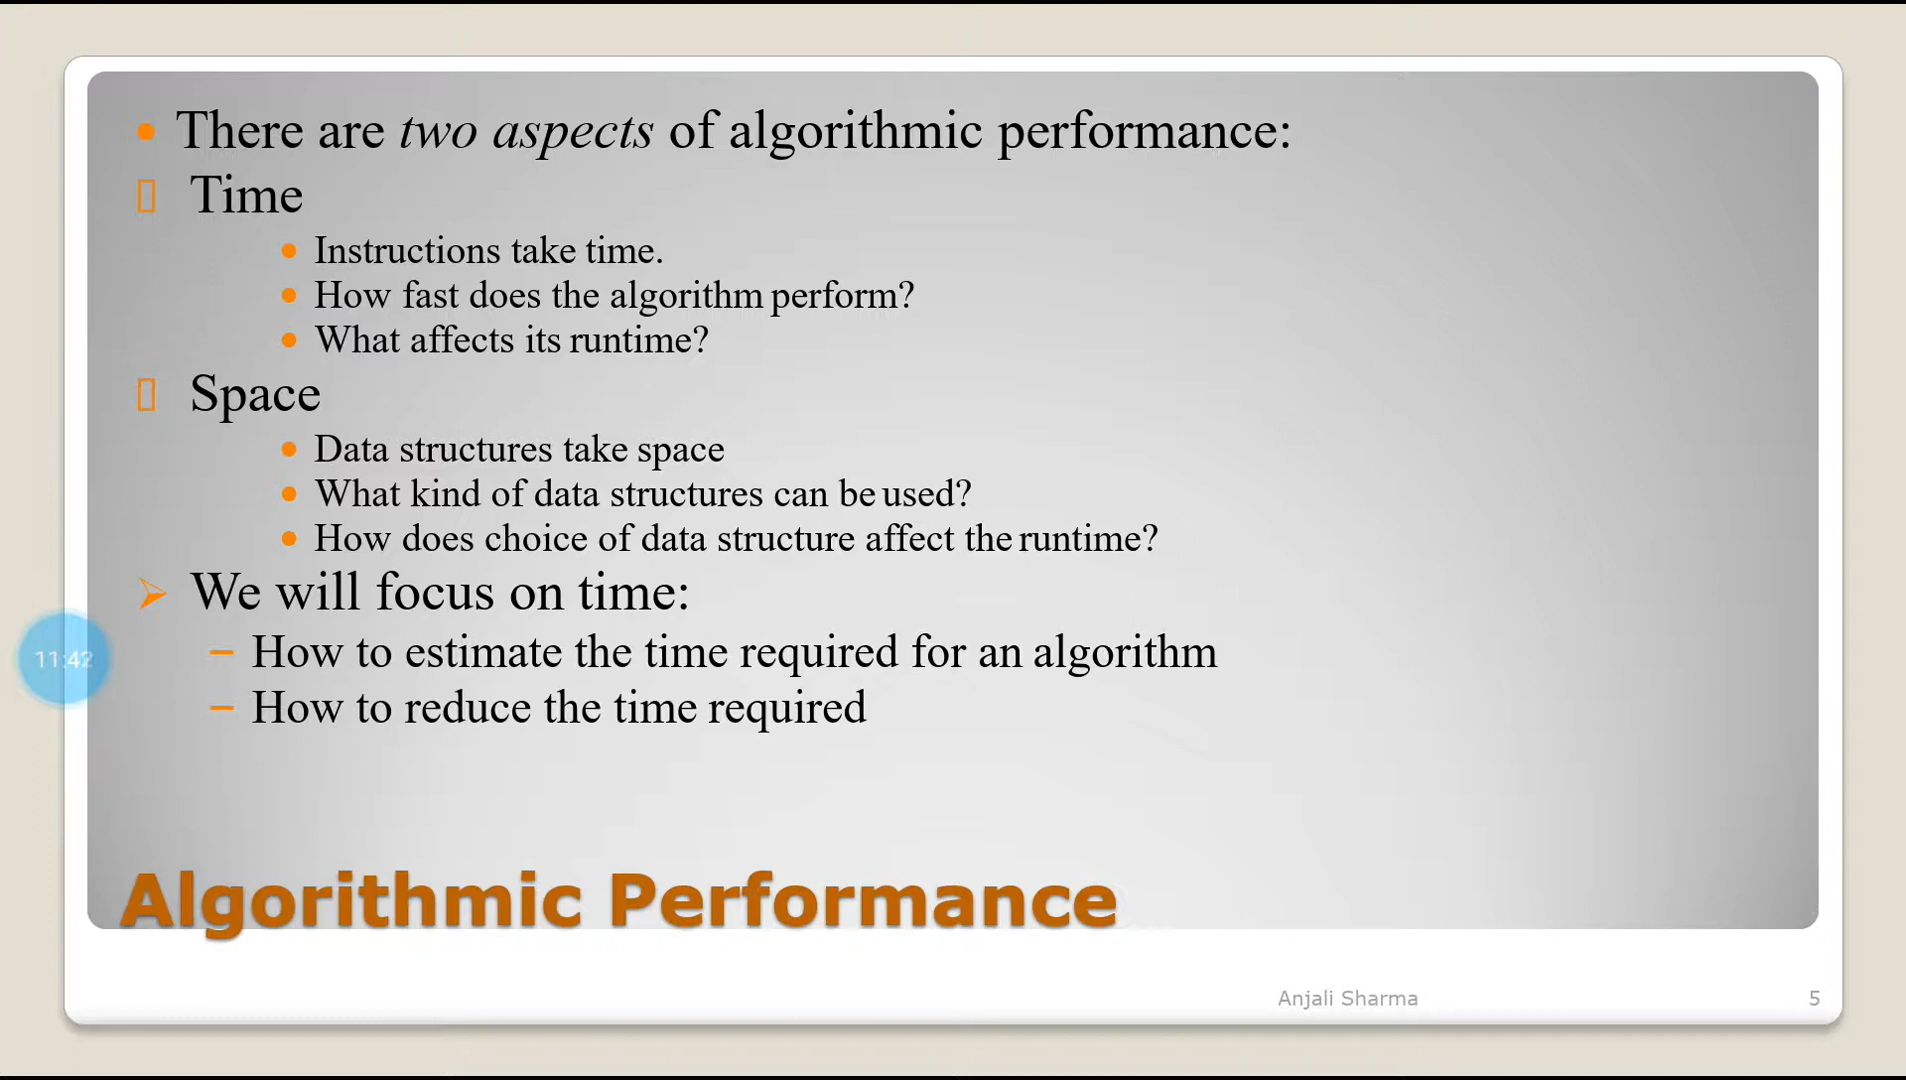 There are two aspects of algorithmic performance:
Time
Instructions take time.
How fast does the algorithm perform?
What affects its runtime?
Space
Data structures take space
What kind of data structures can be used?
How does choice of data structure affect the runtime?
We will focus on time:
– How to estimate the time required for an algorithm
– How to reduce the time required
11:42
Algorithmic Performance
Anjali Sharma 5